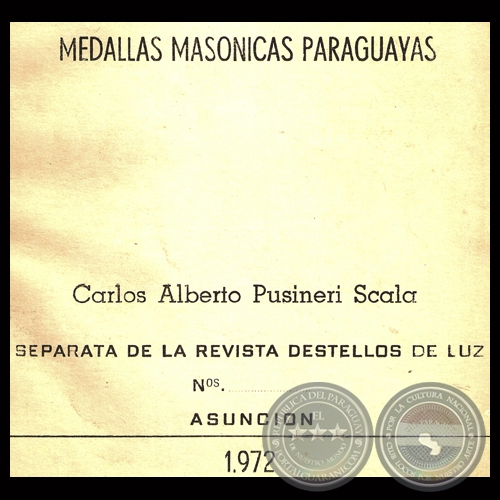 MEDALLAS MASONICAS PARAGUAYAS
Carlos Alberto Pusineri Scala
SEPARATA DE LA REVISTA DESTELLOS DE LUZ
Nos.
ASUNCION
1.972